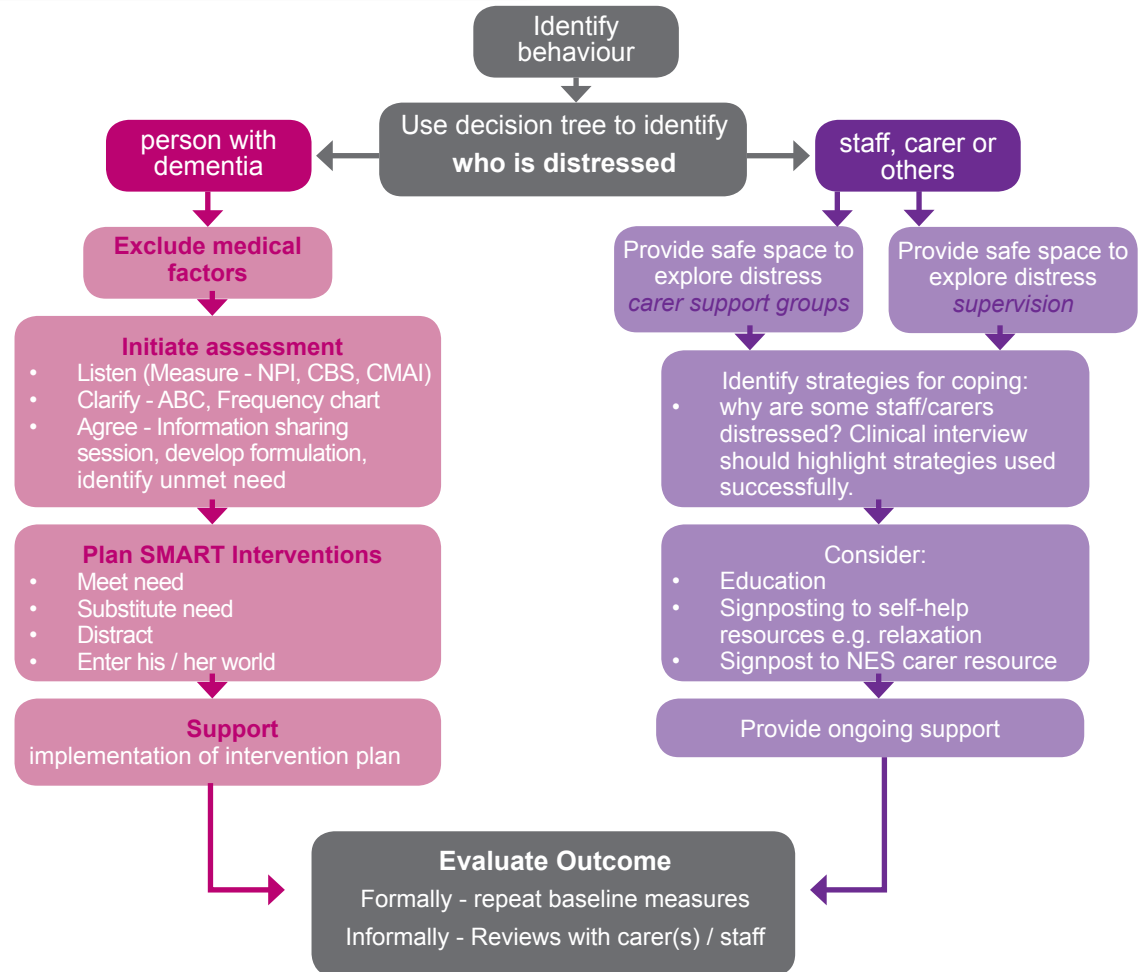 Identify
behaviour
Use decision tree to identify
who is distressed
person with
dementia
Exclude medical
factors
Initiate assessment
• Listen (Measure - NPI, CBS, CMAI)
• Clarify - ABC, Frequency chart
• Agree - Information sharing
session, develop formulation,
identify unmet need
Plan SMART Interventions
• Meet need
• Substitute need
• Distract
• Enter his / her world
Support
implementation of intervention plan
staff, carer or
others
Provide safe space to
explore distress
carer support groups
Provide safe space to
explore distress
supervision
Identify strategies for coping:
• why are some staff/carers
distressed? Clinical interview
should highlight strategies used
successfully.
Consider:
• Education
• Signposting to self-help
resources e.g. relaxation
• Signpost to NES carer resource
Provide ongoing support
Evaluate Outcome
Formally - repeat baseline measures
Informally - Reviews with carer(s) / staff